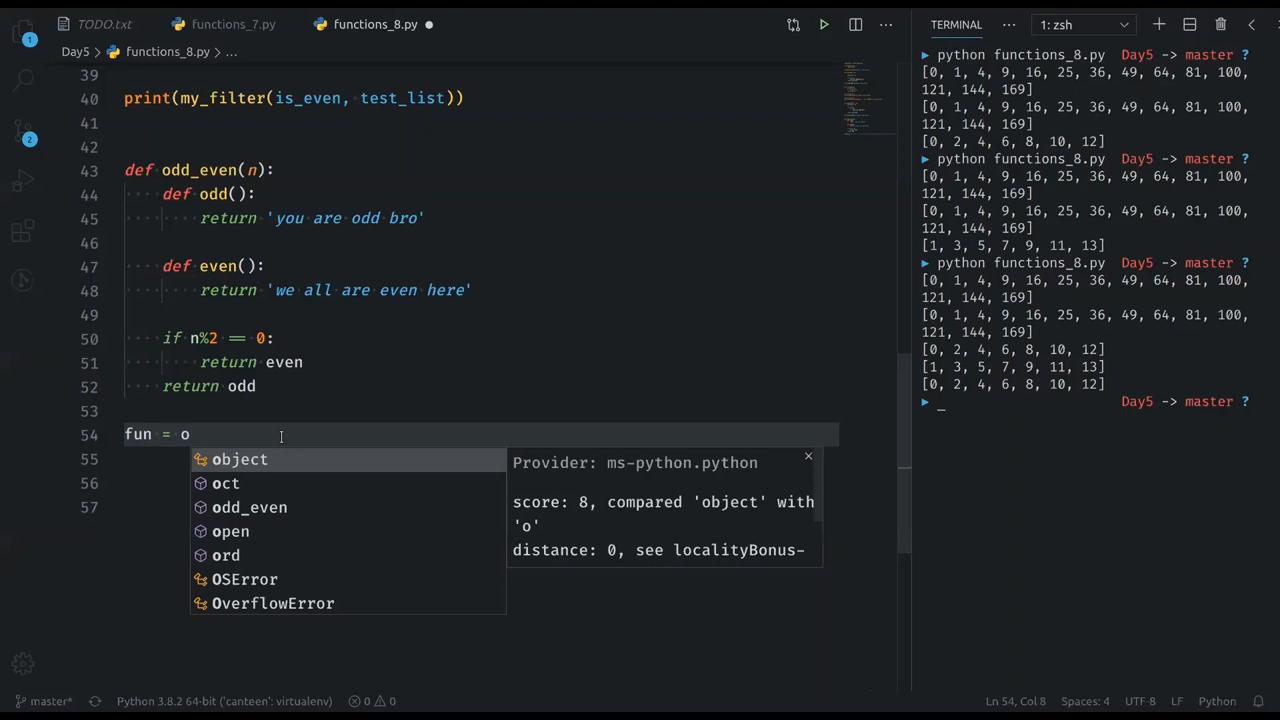 TODO.txt
functions_7.py
functions_8.py
Day5 > functions_8.py > ...
39
40 print(my_filter(is_even, test_list))
41
42
43 def odd_even(n):
44 def odd():
45 return 'you are odd bro'
46
47 def even():
48 return 'we all are even here'
49
50 if n%2 == 0:
51 return even
52 return odd
53
54 fun = o
55
56
57
object
oct
odd_even
open
ord
OSError
OverflowError
Provider: ms-python.python
score: 8, compared 'object' with
'o'
distance: 0, see localityBonus-
TERMINAL
1: zsh
python functions_8.py Day5 -> master ?
[0, 1, 4, 9, 16, 25, 36, 49, 64, 81, 100,
121, 144, 169]
[0, 1, 4, 9, 16, 25, 36, 49, 64, 81, 100,
121, 144, 169]
[0, 2, 4, 6, 8, 10, 12]
python functions_8.py Day5 -> master ?
[0, 1, 4, 9, 16, 25, 36, 49, 64, 81, 100,
121, 144, 169]
[0, 1, 4, 9, 16, 25, 36, 49, 64, 81, 100,
121, 144, 169]
[1, 3, 5, 7, 9, 11, 13]
python functions_8.py Day5 -> master ?
[0, 1, 4, 9, 16, 25, 36, 49, 64, 81, 100,
121, 144, 169]
[0, 1, 4, 9, 16, 25, 36, 49, 64, 81, 100,
121, 144, 169]
[0, 2, 4, 6, 8, 10, 12]
[1, 3, 5, 7, 9, 11, 13]
[0, 2, 4, 6, 8, 10, 12]
_ Day5 -> master ?
1
2
master* Python 3.8.2 64-bit ('canteen': virtualenv) 0 0 Ln 54, Col 8 Spaces: 4 UTF-8 LF Python